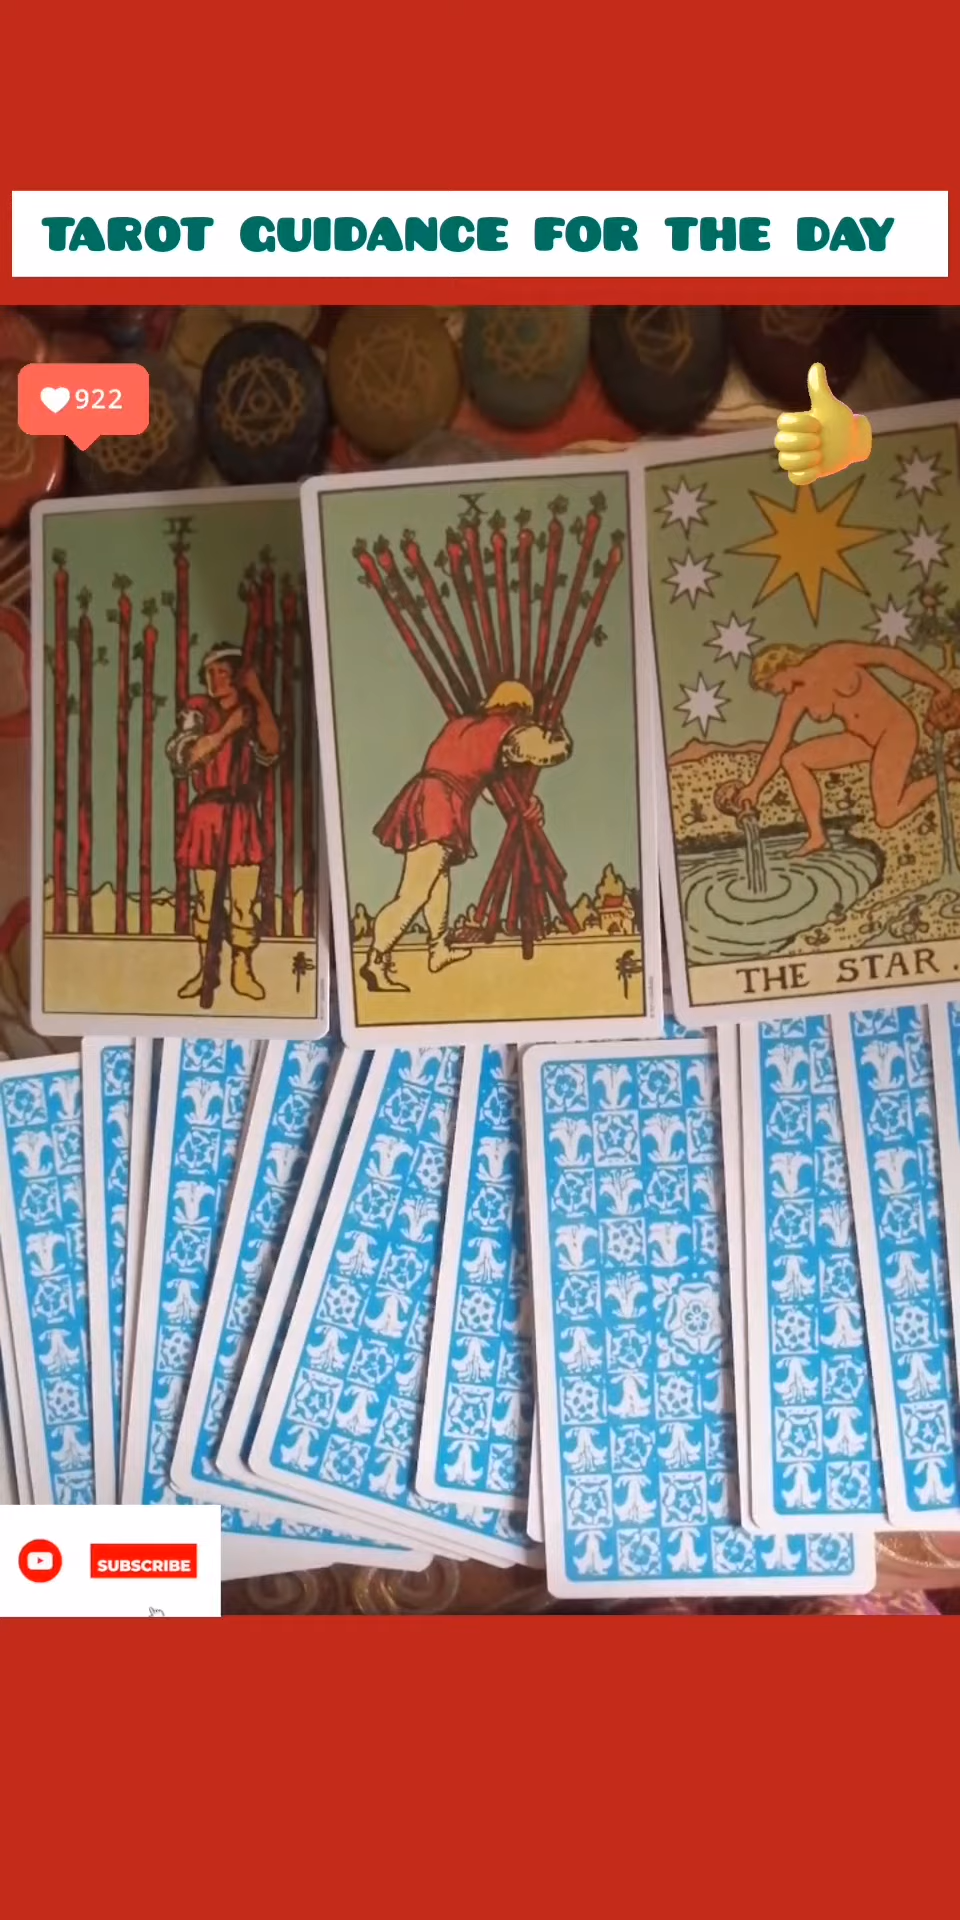 TAROT GUIDANCE FOR THE DAY
922
IX
X
THE STAR.
SUBSCRIBE